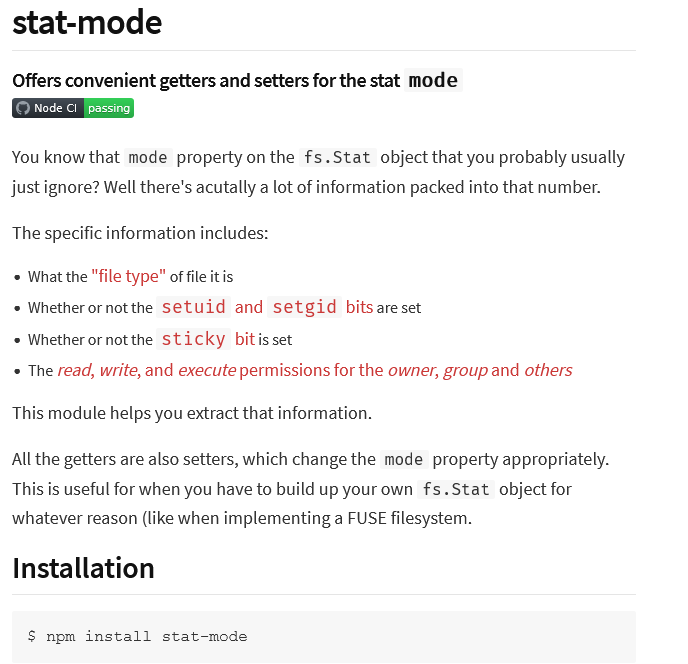 stat-mode
Offers convenient getters and setters for the stat mode
Node CI passing
You know that mode property on the fs.Stat object that you probably usually
just ignore? Well there's acutally a lot of information packed into that number.
The specific information includes:
• What the "file type" of file it is
• Whether or not the setuid and setgid bits are set
• Whether or not the sticky bit is set
• The read, write, and execute permissions for the owner, group and others
This module helps you extract that information.
All the getters are also setters, which change the mode property appropriately.
This is useful for when you have to build up your own fs.Stat object for
whatever reason (like when implementing a FUSE filesystem.
Installation
$ npm install stat-mode